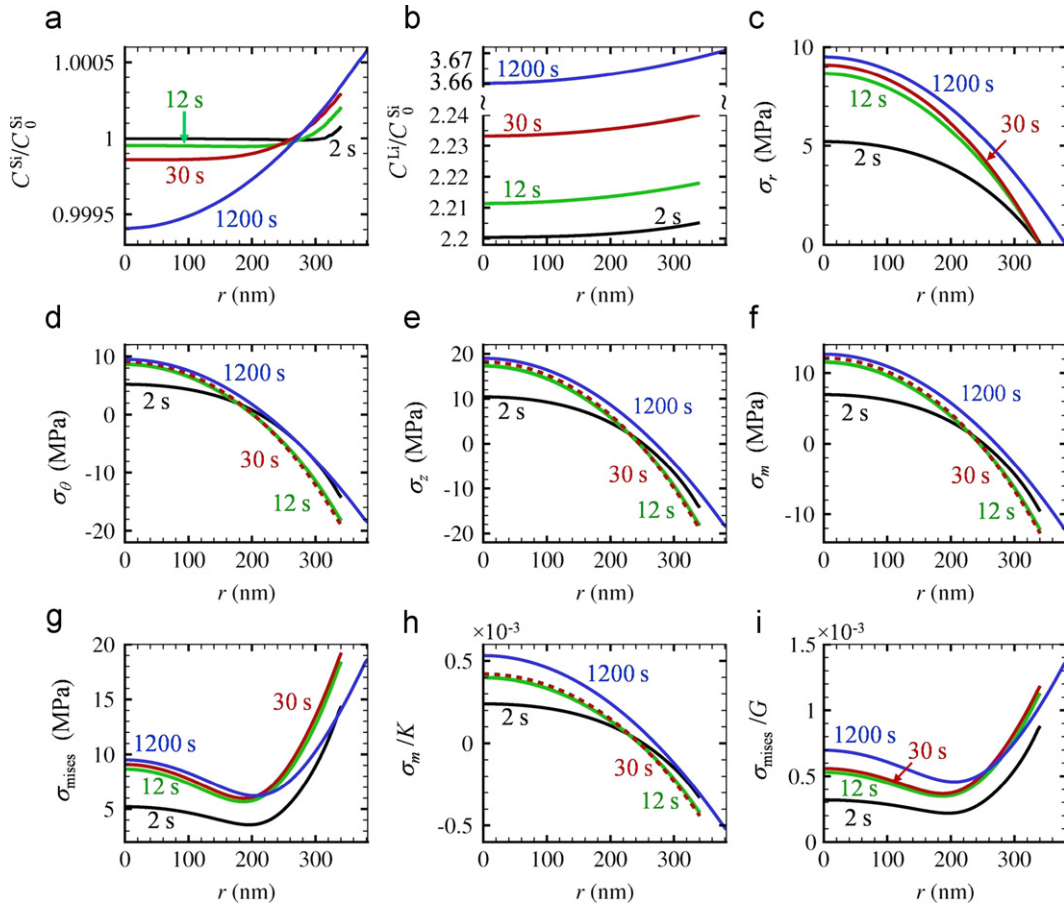 a
1.0005
1
0.9995
C^Si/C_0^Si
12 s
30 s
2 s
1200 s
0 100 200 300
r (nm)
b
3.67
3.66
~ ~
2.24
2.23
2.22
2.21
2.2
C^Li/C_0^Si
1200 s
30 s
12 s
2 s
0 100 200 300
r (nm)
c
10
5
0
σ_r (MPa)
1200 s
12 s
30 s
2 s
0 100 200 300
r (nm)
d
20
10
0
-10
-20
σ_θ (MPa)
1200 s
2 s
30 s
12 s
0 100 200 300
r (nm)
e
20
10
0
-10
-20
σ_z (MPa)
1200 s
2 s
30 s
12 s
0 100 200 300
r (nm)
f
10
0
-10
σ_m (MPa)
1200 s
2 s
30 s
12 s
0 100 200 300
r (nm)
g
20
15
10
5
σ_mises (MPa)
30 s
1200 s
12 s
2 s
0 100 200 300
r (nm)
h
×10^-3
0.5
0
-0.5
σ_m/K
1200 s
2 s
30 s
12 s
0 100 200 300
r (nm)
i
×10^-3
1.5
1
0.5
0
σ_mises/G
1200 s
30 s
12 s
2 s
0 100 200 300
r (nm)